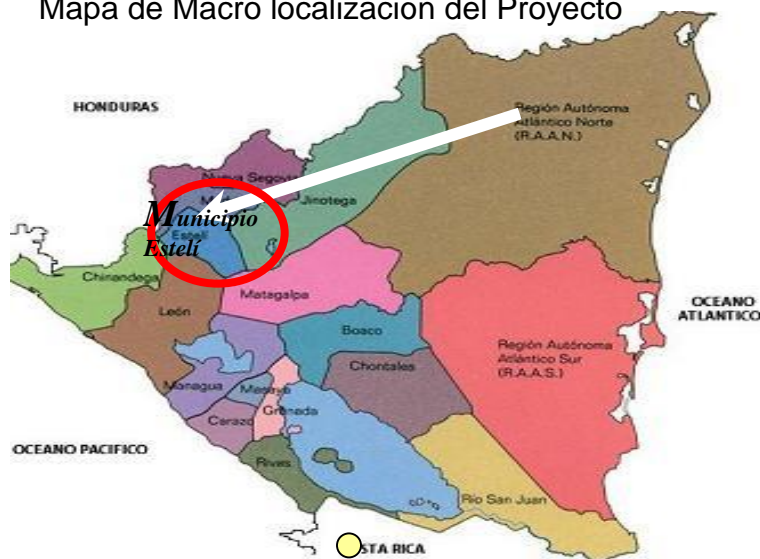 Mapa de Macro localización del Proyecto
HONDURAS
Región Autónoma
Atlántico Norte
(R.A.A.N.)
Nueva Segovia
Jinotega
Municipio
Estelí
Estelí
Chinandega
León
Matagalpa
OCEANO
ATLANTICO
Boaco
Región Autónoma
Atlántico Sur
(R.A.A.S.)
Chontales
Managua
Masaya
Granada
Carazo
OCEANO PACIFICO
Rivas
Río San Juan
STA RICA